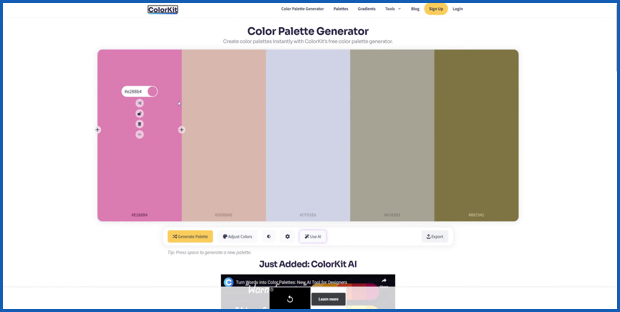 ColorKit
Color Palette Generator Palettes Gradients Tools Blog Sign Up Login
Color Palette Generator
Create color palettes instantly with ColorKit's free color palette generator.
#e288b4
Generate Palette Adjust Colors Use AI Export
Tip: Press space to generate a new palette.
Just Added: ColorKit AI
Turn Words into Color Palettes: New AI Tool for Designers
Learn more